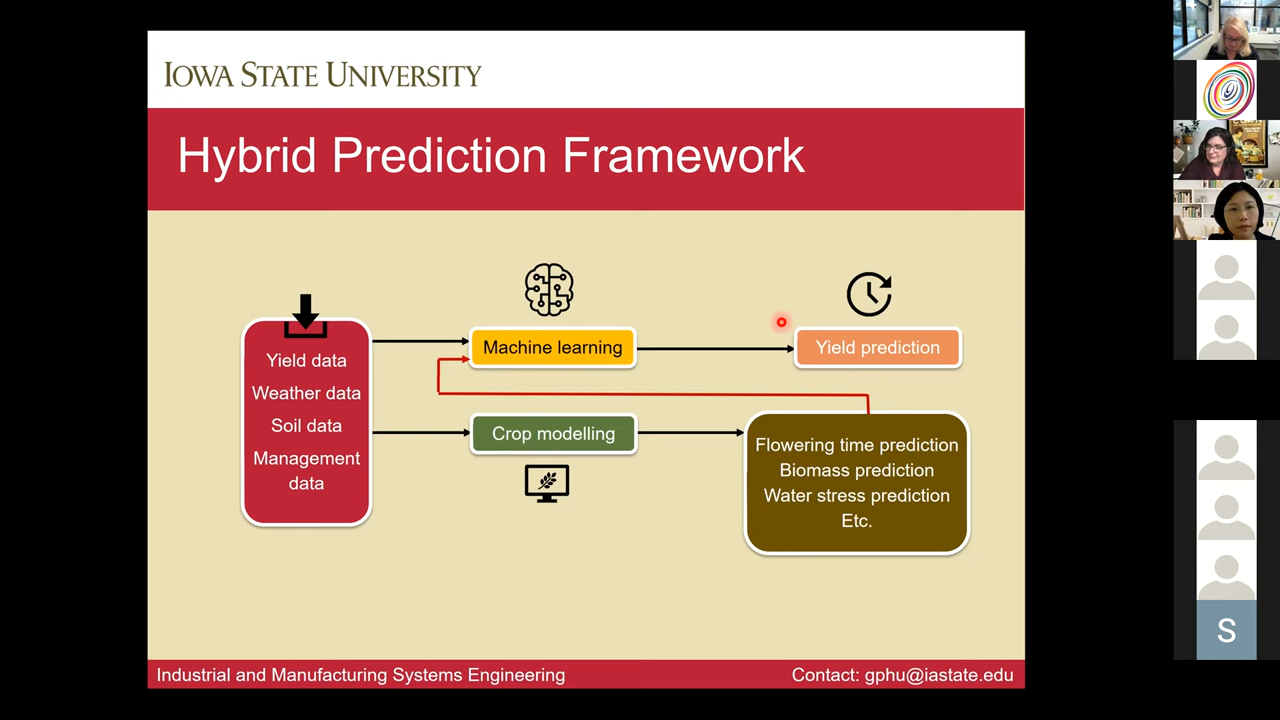 IOWA STATE UNIVERSITY
Hybrid Prediction Framework
Yield data
Weather data
Soil data
Management
data
Machine learning
Yield prediction
Crop modelling
Flowering time prediction
Biomass prediction
Water stress prediction
Etc.
Industrial and Manufacturing Systems Engineering
Contact: gphu@iastate.edu
S